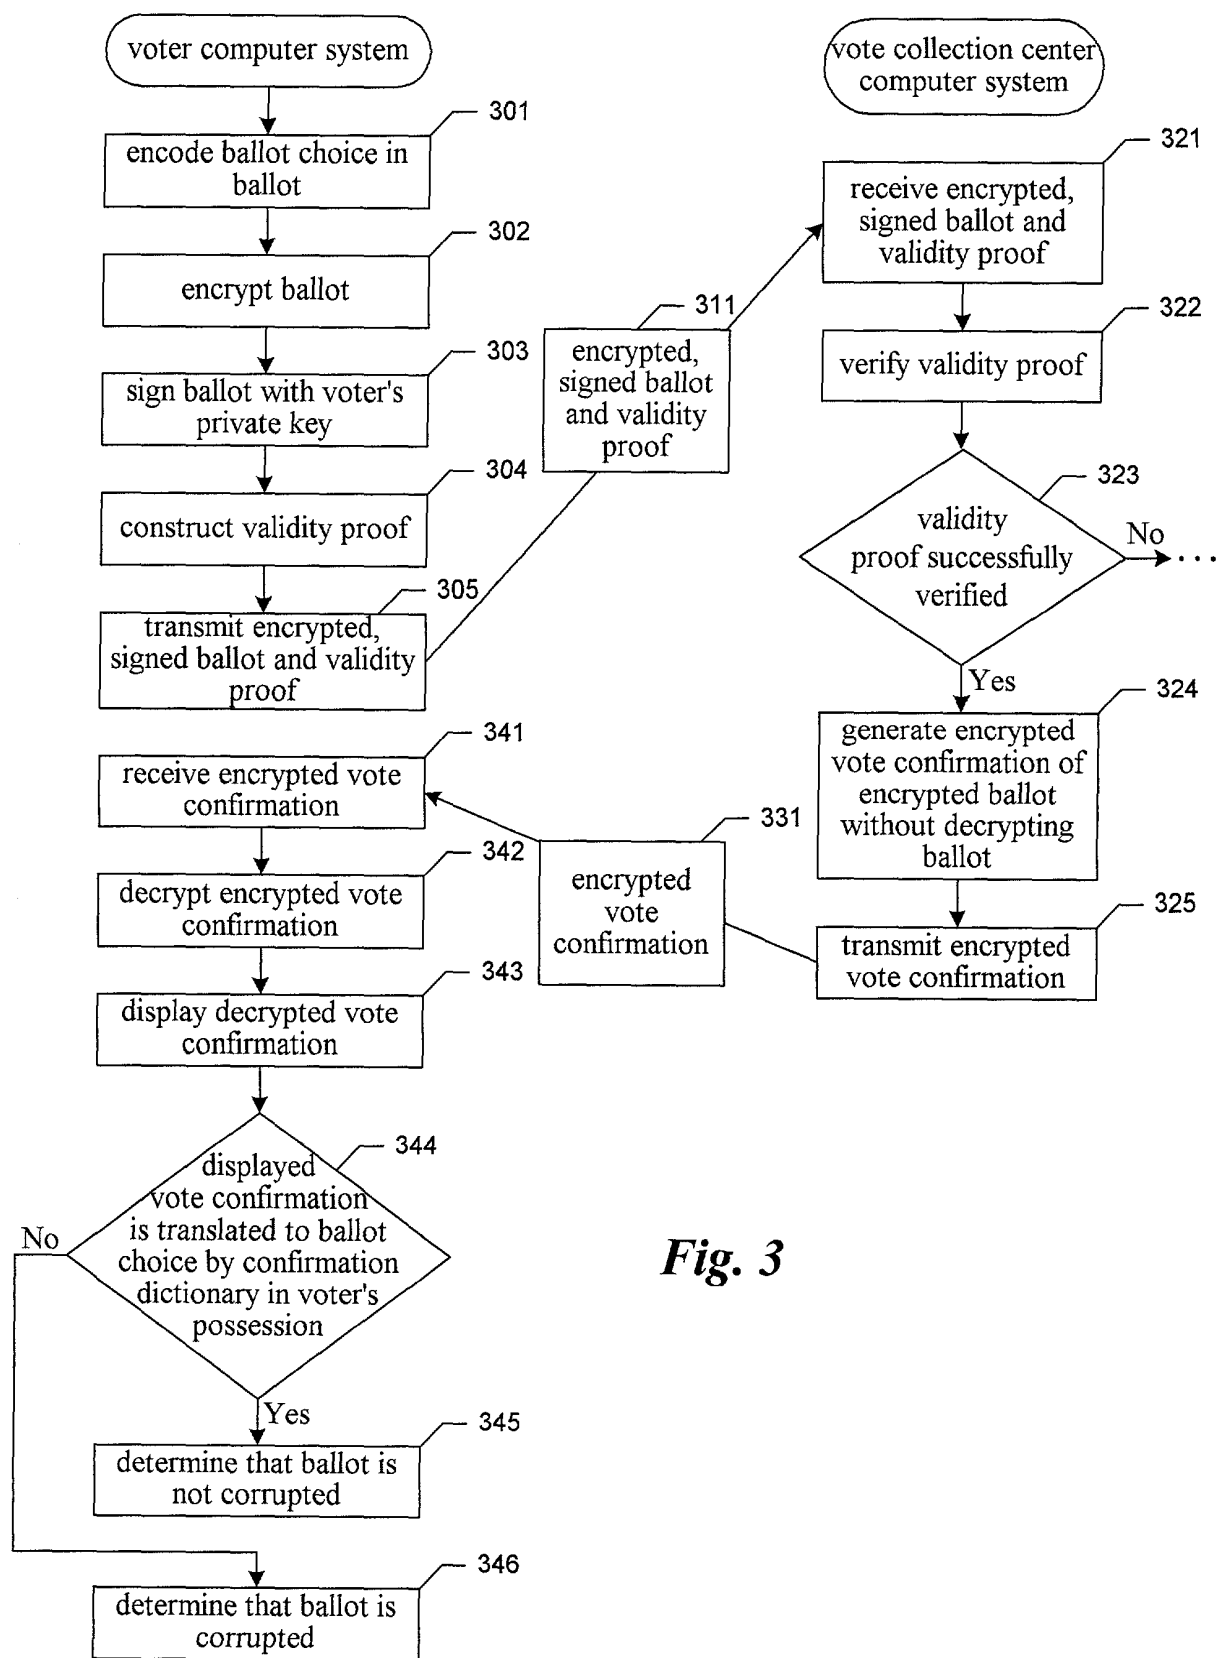 voter computer system
301
encode ballot choice in
ballot
302
encrypt ballot
303
sign ballot with voter's
private key
304
construct validity proof
305
transmit encrypted,
signed ballot and validity
proof
311
encrypted,
signed ballot
and validity
proof
vote collection center
computer system
321
receive encrypted,
signed ballot and
validity proof
322
verify validity proof
323
validity
proof successfully
verified
No
...
Yes
324
generate encrypted
vote confirmation of
encrypted ballot
without decrypting
ballot
325
transmit encrypted
vote confirmation
331
encrypted
vote
confirmation
341
receive encrypted vote
confirmation
342
decrypt encrypted vote
confirmation
343
display decrypted vote
confirmation
344
displayed
vote confirmation
is translated to ballot
choice by confirmation
dictionary in voter's
possession
No
Yes
345
determine that ballot is
not corrupted
346
determine that ballot is
corrupted
Fig. 3